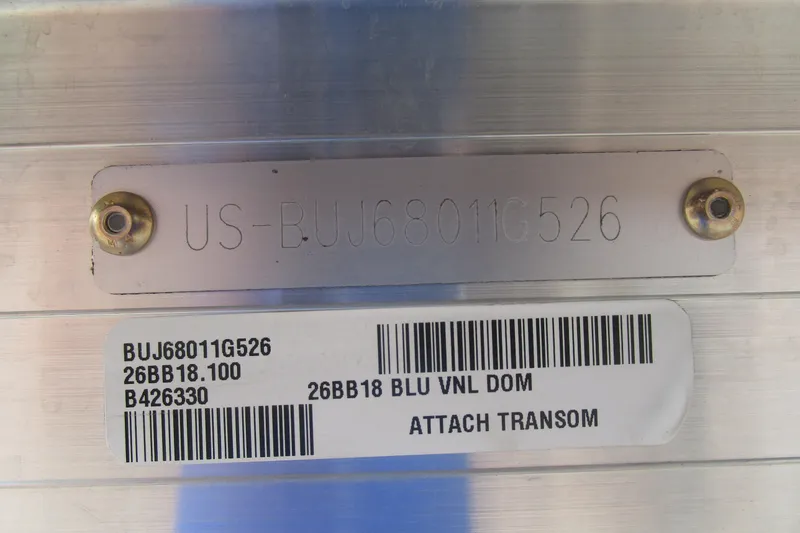 US-BUJ68011G526
BUJ68011G526
26BB18.100
B426330
26BB18 BLU VNL DOM
ATTACH TRANSOM